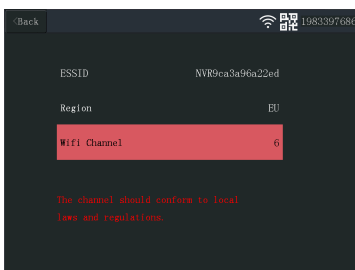 <Back
1983397686
ESSID NVR9ca3a96a22ed
Region EU
Wifi Channel 6
The channel should conform to local
laws and regulations.